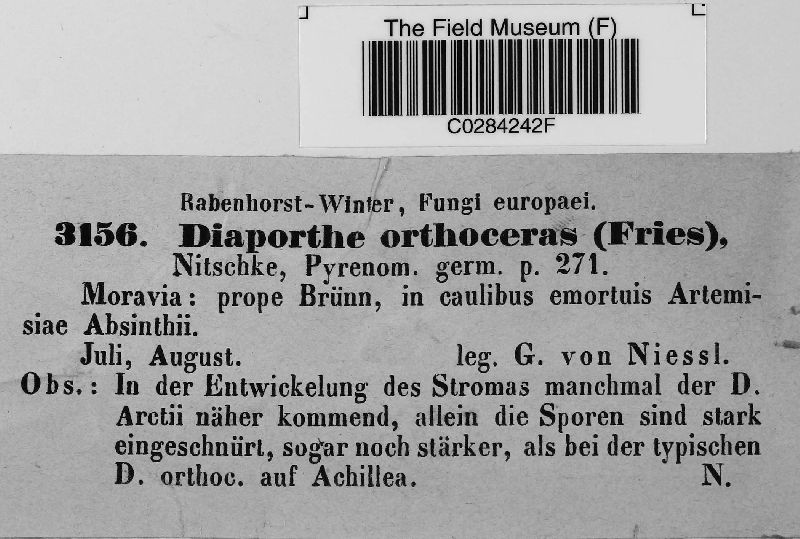 The Field Museum (F)
C0284242F
Rabenhorst-Winter, Fungi europaei.
3156. Diaporthe orthoceras (Fries),
Nitschke, Pyrenom. germ. p. 271.
Moravia: prope Brünn, in caulibus emortuis Artemi-
siae Absinthii.
Juli, August. leg. G. von Niessl.
Obs.: In der Entwickelung des Stromas manchmal der D.
Arctii näher kommend, allein die Sporen sind stark
eingeschnürt, sogar noch stärker, als bei der typischen
D. orthoc. auf Achillea. N.